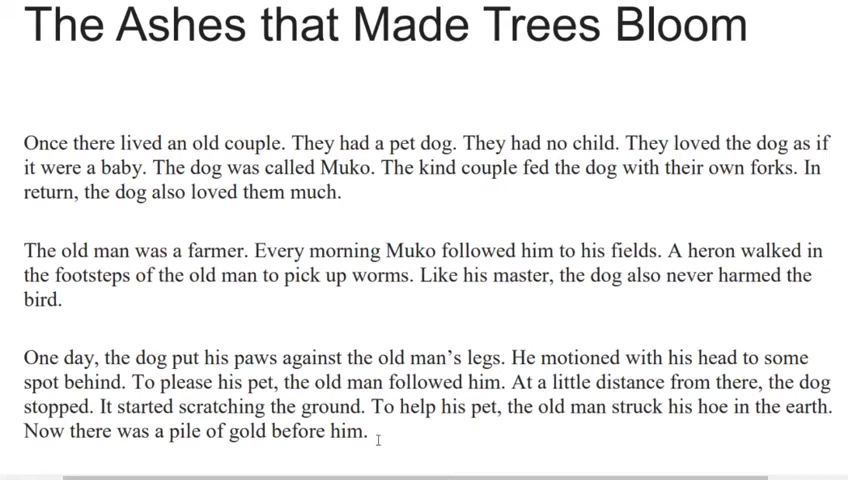 The Ashes that Made Trees Bloom
Once there lived an old couple. They had a pet dog. They had no child. They loved the dog as if
it were a baby. The dog was called Muko. The kind couple fed the dog with their own forks. In
return, the dog also loved them much.
The old man was a farmer. Every morning Muko followed him to his fields. A heron walked in
the footsteps of the old man to pick up worms. Like his master, the dog also never harmed the
bird.
One day, the dog put his paws against the old man’s legs. He motioned with his head to some
spot behind. To please his pet, the old man followed him. At a little distance from there, the dog
stopped. It started scratching the ground. To help his pet, the old man struck his hoe in the earth.
Now there was a pile of gold before him.